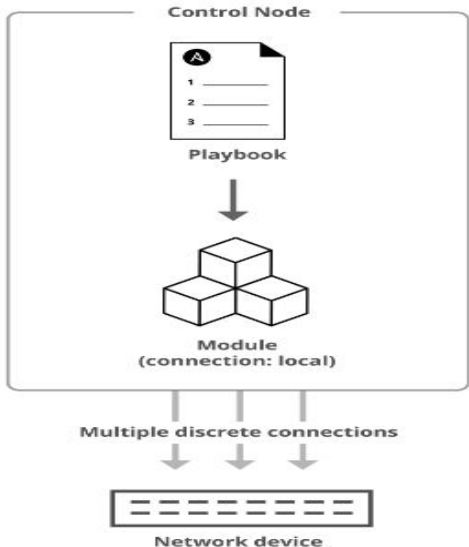 Control Node
A
1
2
3
Playbook
Module
(connection: local)
Multiple discrete connections
Network device